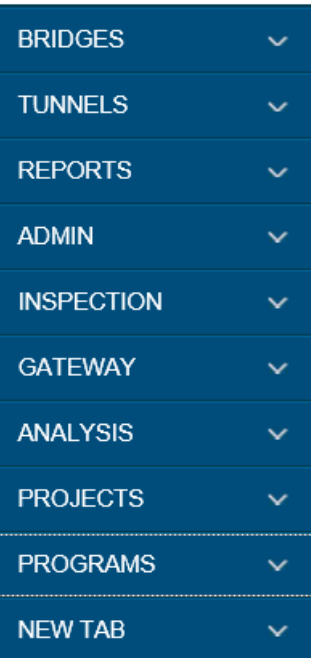 BRIDGES
TUNNELS
REPORTS
ADMIN
INSPECTION
GATEWAY
ANALYSIS
PROJECTS
PROGRAMS
NEW TAB